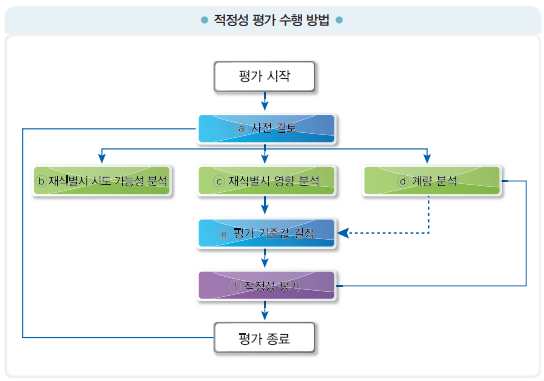 적정성 평가 수행 방법
평가 시작
ⓐ 사전 검토
ⓑ 재식별시 시도 가능성 분석
ⓒ 재식별시 영향 분석
ⓓ 계량 분석
ⓔ 평가 기준값 결정
ⓕ 적정성 평가
평가 종료